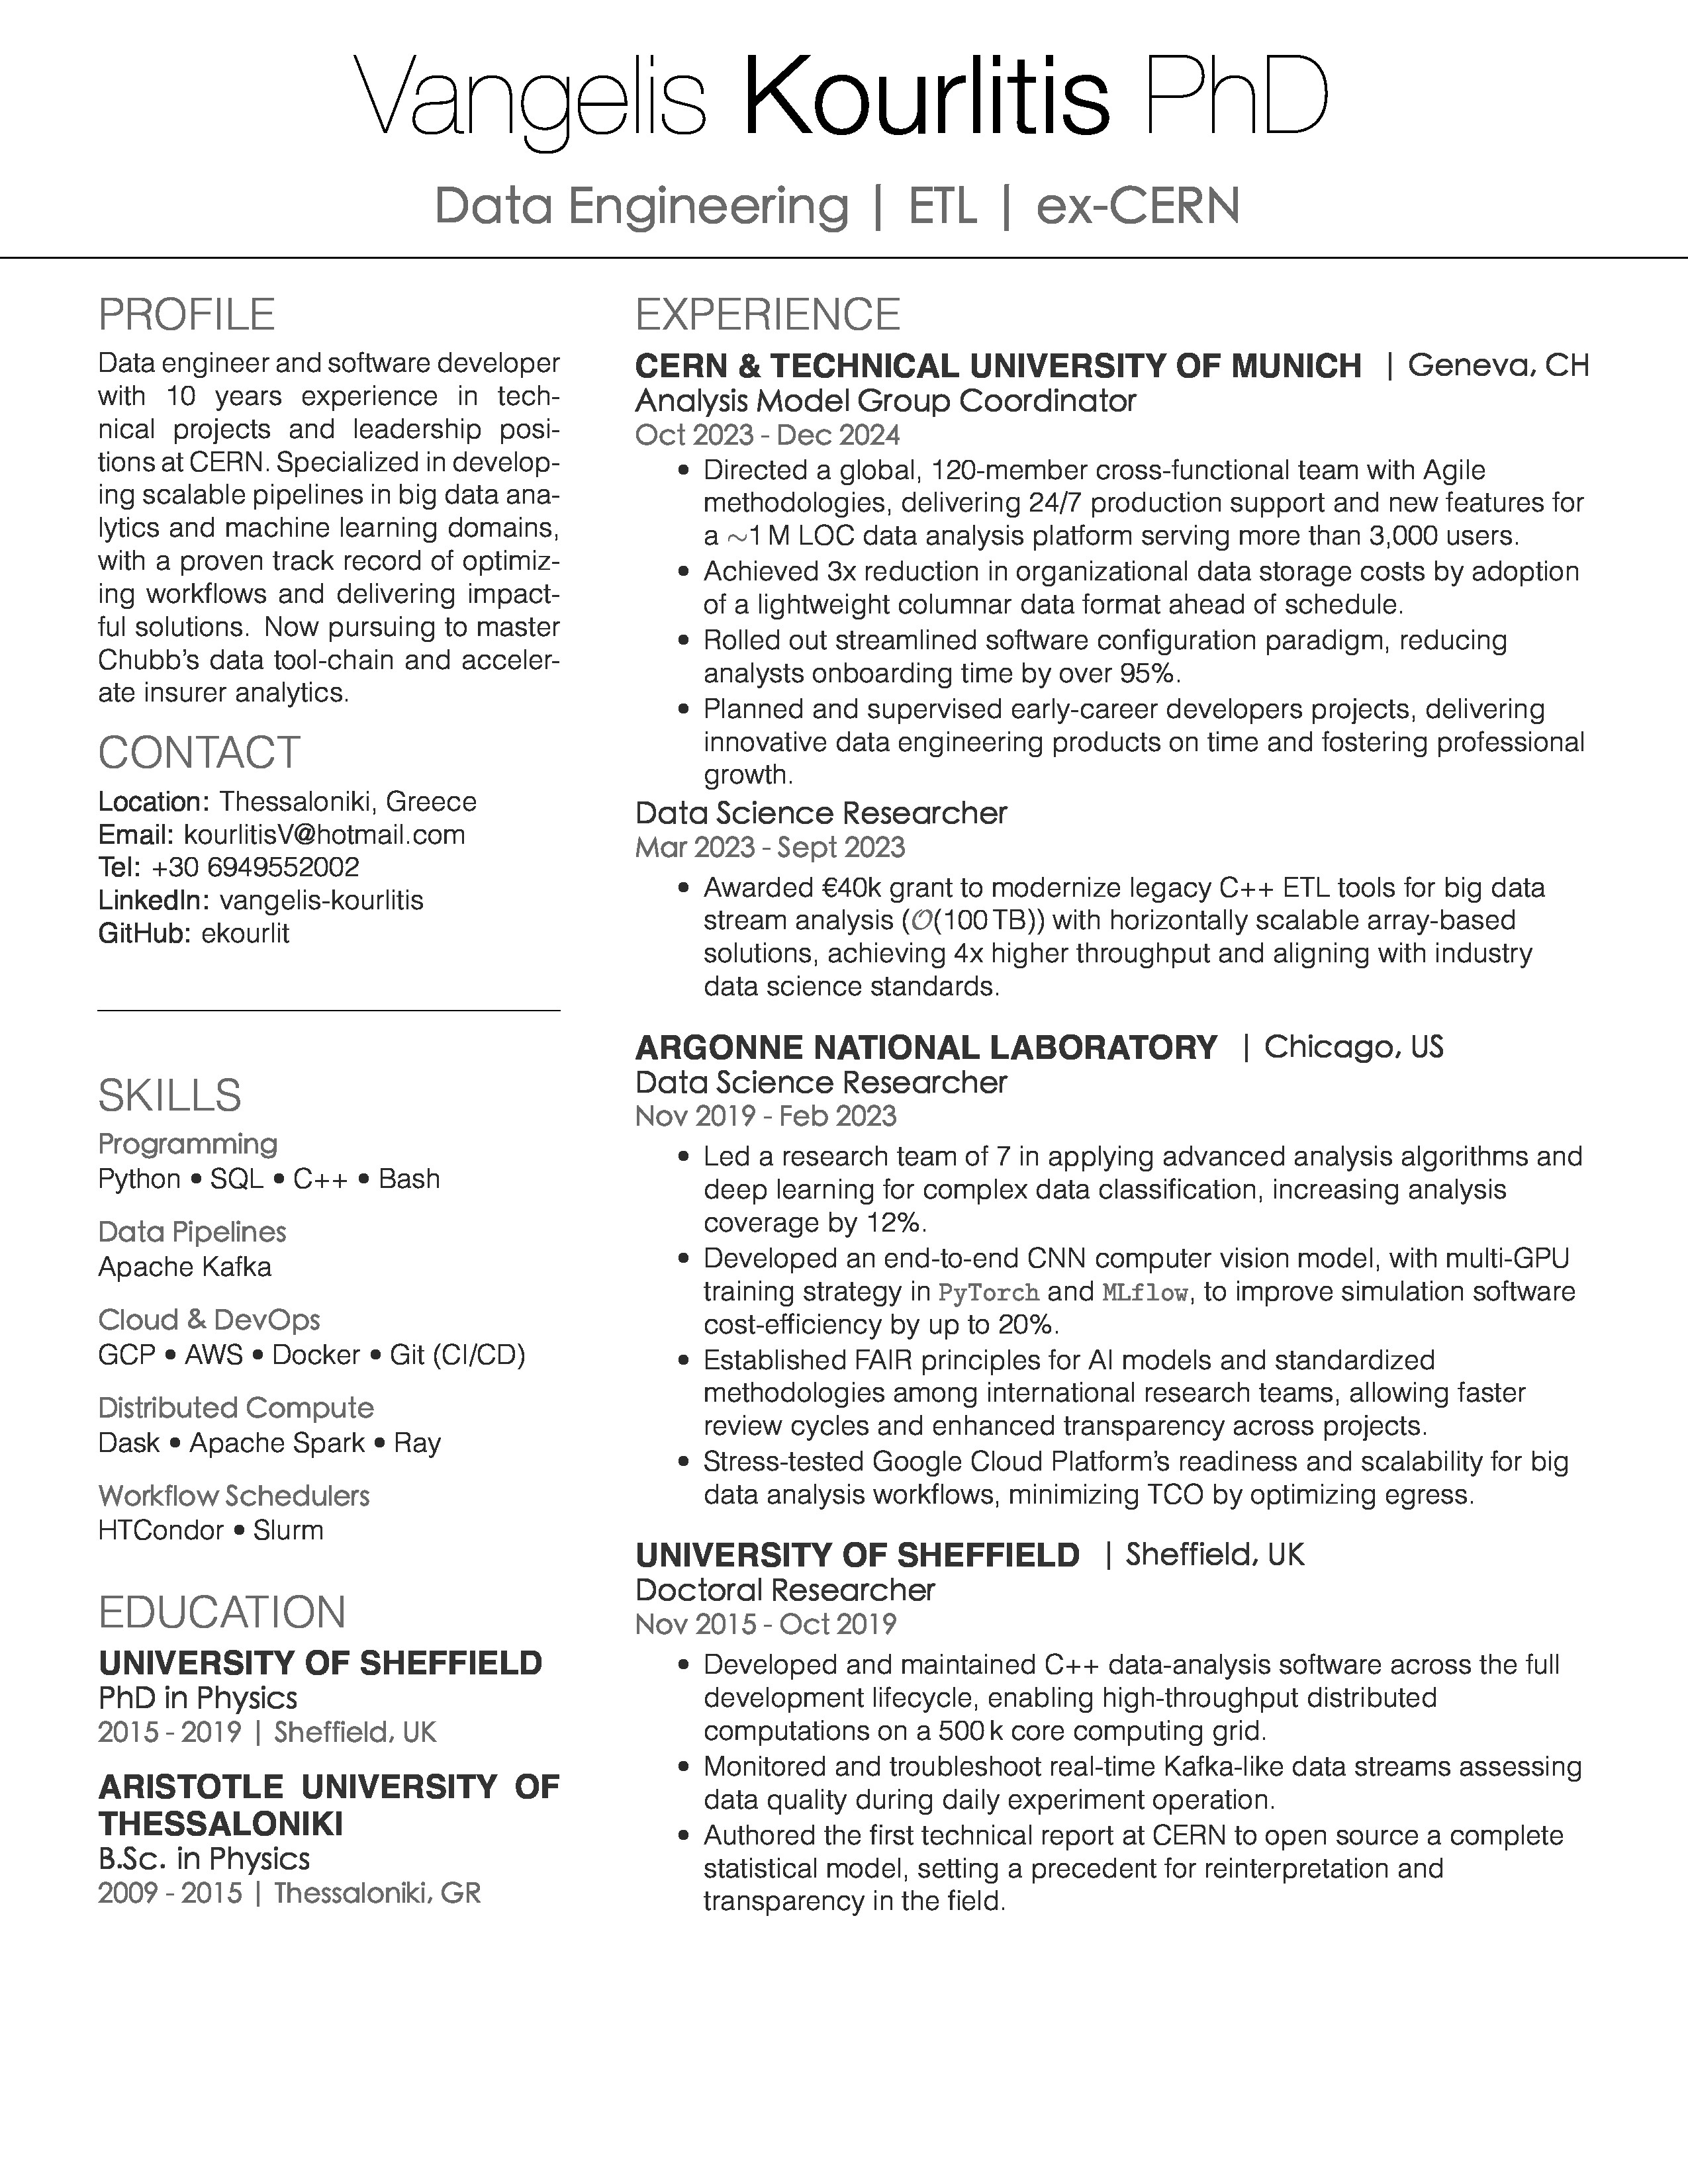 Vangelis Kourlitis PhD
Data Engineering | ETL | ex-CERN
PROFILE
Data engineer and software developer
with 10 years experience in tech-
nical projects and leadership posi-
tions at CERN. Specialized in develop-
ing scalable pipelines in big data ana-
lytics and machine learning domains,
with a proven track record of optimiz-
ing workflows and delivering impact-
ful solutions. Now pursuing to master
Chubb's data tool-chain and acceler-
ate insurer analytics.
CONTACT
Location: Thessaloniki, Greece
Email: kourlitisV@hotmail.com
Tel: +30 6949552002
LinkedIn: vangelis-kourlitis
GitHub: ekourlit
SKILLS
Programming
Python • SQL • C++ • Bash
Data Pipelines
Apache Kafka
Cloud & DevOps
GCP • AWS • Docker • Git (CI/CD)
Distributed Compute
Dask • Apache Spark • Ray
Workflow Schedulers
HTCondor • Slurm
EDUCATION
UNIVERSITY OF SHEFFIELD
PhD in Physics
2015 - 2019 | Sheffield, UK
ARISTOTLE UNIVERSITY OF
THESSALONIKI
B.Sc. in Physics
2009 - 2015 | Thessaloniki, GR
EXPERIENCE
CERN & TECHNICAL UNIVERSITY OF MUNICH | Geneva, CH
Analysis Model Group Coordinator
Oct 2023 - Dec 2024
• Directed a global, 120-member cross-functional team with Agile
methodologies, delivering 24/7 production support and new features for
a ~1 M LOC data analysis platform serving more than 3,000 users.
• Achieved 3x reduction in organizational data storage costs by adoption
of a lightweight columnar data format ahead of schedule.
• Rolled out streamlined software configuration paradigm, reducing
analysts onboarding time by over 95%.
• Planned and supervised early-career developers projects, delivering
innovative data engineering products on time and fostering professional
growth.
Data Science Researcher
Mar 2023 - Sept 2023
• Awarded €40k grant to modernize legacy C++ ETL tools for big data
stream analysis (𝒪(100 TB)) with horizontally scalable array-based
solutions, achieving 4x higher throughput and aligning with industry
data science standards.
ARGONNE NATIONAL LABORATORY | Chicago, US
Data Science Researcher
Nov 2019 - Feb 2023
• Led a research team of 7 in applying advanced analysis algorithms and
deep learning for complex data classification, increasing analysis
coverage by 12%.
• Developed an end-to-end CNN computer vision model, with multi-GPU
training strategy in PyTorch and MLflow, to improve simulation software
cost-efficiency by up to 20%.
• Established FAIR principles for AI models and standardized
methodologies among international research teams, allowing faster
review cycles and enhanced transparency across projects.
• Stress-tested Google Cloud Platform's readiness and scalability for big
data analysis workflows, minimizing TCO by optimizing egress.
UNIVERSITY OF SHEFFIELD | Sheffield, UK
Doctoral Researcher
Nov 2015 - Oct 2019
• Developed and maintained C++ data-analysis software across the full
development lifecycle, enabling high-throughput distributed
computations on a 500 k core computing grid.
• Monitored and troubleshoot real-time Kafka-like data streams assessing
data quality during daily experiment operation.
• Authored the first technical report at CERN to open source a complete
statistical model, setting a precedent for reinterpretation and
transparency in the field.